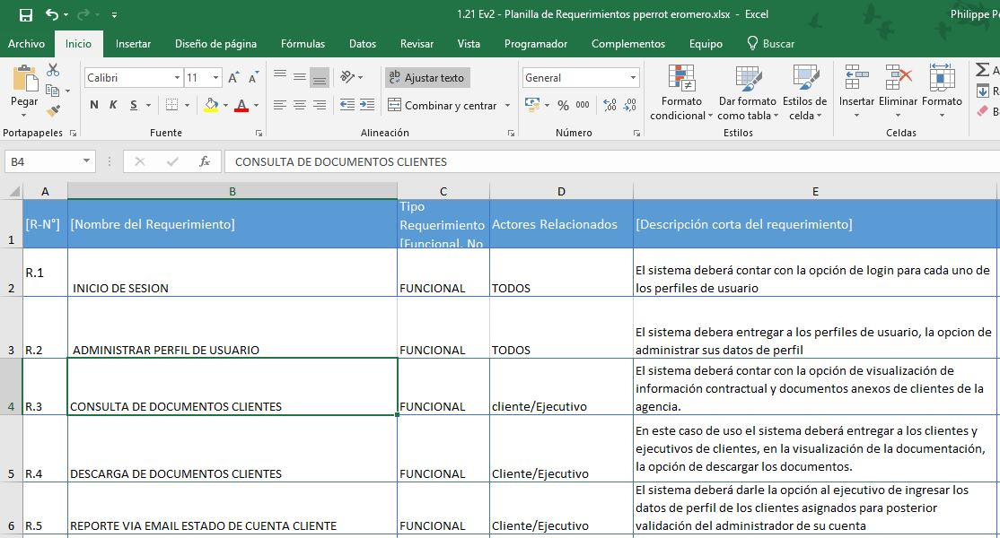 1.21 Ev2 - Planilla de Requerimientos pperrot eromero.xlsx - Excel
Philippe P
Archivo Inicio Insertar Diseño de página Fórmulas Datos Revisar Vista Programador Complementos Equipo Buscar
Pegar
Calibri 11
N K S
Ajustar texto
Combinar y centrar
General
% 000
Formato condicional
Dar formato como tabla
Estilos de celda
Insertar Eliminar Formato
Portapapeles Fuente Alineación Número Estilos Celdas
B4 fx CONSULTA DE DOCUMENTOS CLIENTES
A B C D E
1
[R-N°] [Nombre del Requerimiento]
Tipo
Requerimiento
[Funcional, No
Actores Relacionados [Descripción corta del requerimiento]
2 R.1 INICIO DE SESION FUNCIONAL TODOS
El sistema deberá contar con la opción de login para cada uno de
los perfiles de usuario
3 R.2 ADMINISTRAR PERFIL DE USUARIO FUNCIONAL TODOS
El sistema debera entregar a los perfiles de usuario, la opcion de
administrar sus datos de perfil
4 R.3 CONSULTA DE DOCUMENTOS CLIENTES FUNCIONAL cliente/Ejecutivo
El sistema deberá contar con la opción de visualización de
información contractual y documentos anexos de clientes de la
agencia.
5 R.4 DESCARGA DE DOCUMENTOS CLIENTES FUNCIONAL Cliente/Ejecutivo
En este caso de uso el sistema deberá entregar a los clientes y
ejecutivos de clientes, en la visualización de la documentación,
la opción de descargar los documentos.
6 R.5 REPORTE VIA EMAIL ESTADO DE CUENTA CLIENTE FUNCIONAL Cliente/Ejecutivo
El sistema deberá darle la opción al ejecutivo de ingresar los
datos de perfil de los clientes asignados para posterior
validación del administrador de su cuenta